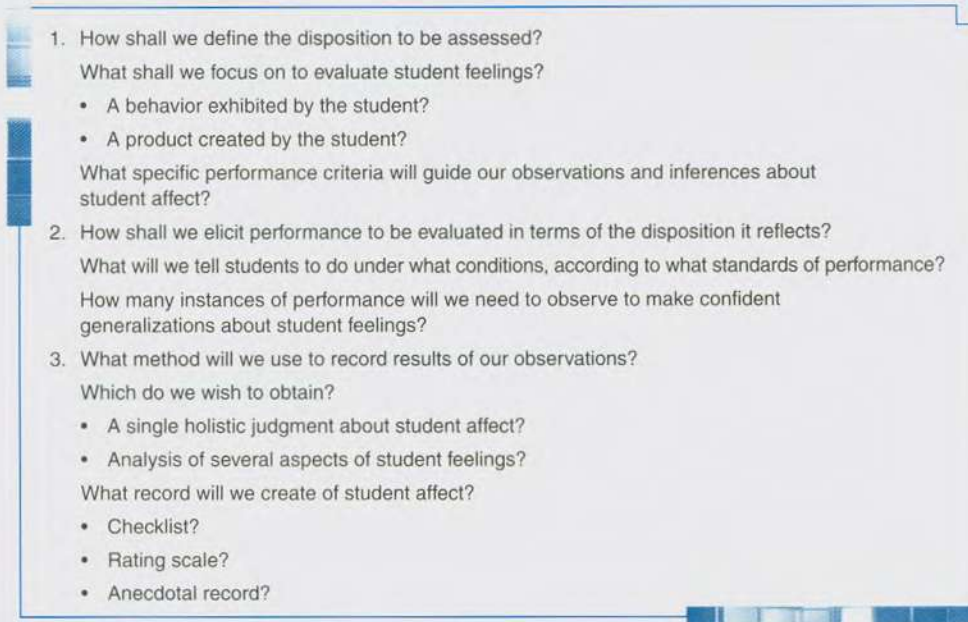 1. How shall we define the disposition to be assessed?
What shall we focus on to evaluate student feelings?
• A behavior exhibited by the student?
• A product created by the student?
What specific performance criteria will guide our observations and inferences about
student affect?
2. How shall we elicit performance to be evaluated in terms of the disposition it reflects?
What will we tell students to do under what conditions, according to what standards of performance?
How many instances of performance will we need to observe to make confident
generalizations about student feelings?
3. What method will we use to record results of our observations?
Which do we wish to obtain?
• A single holistic judgment about student affect?
• Analysis of several aspects of student feelings?
What record will we create of student affect?
• Checklist?
• Rating scale?
• Anecdotal record?